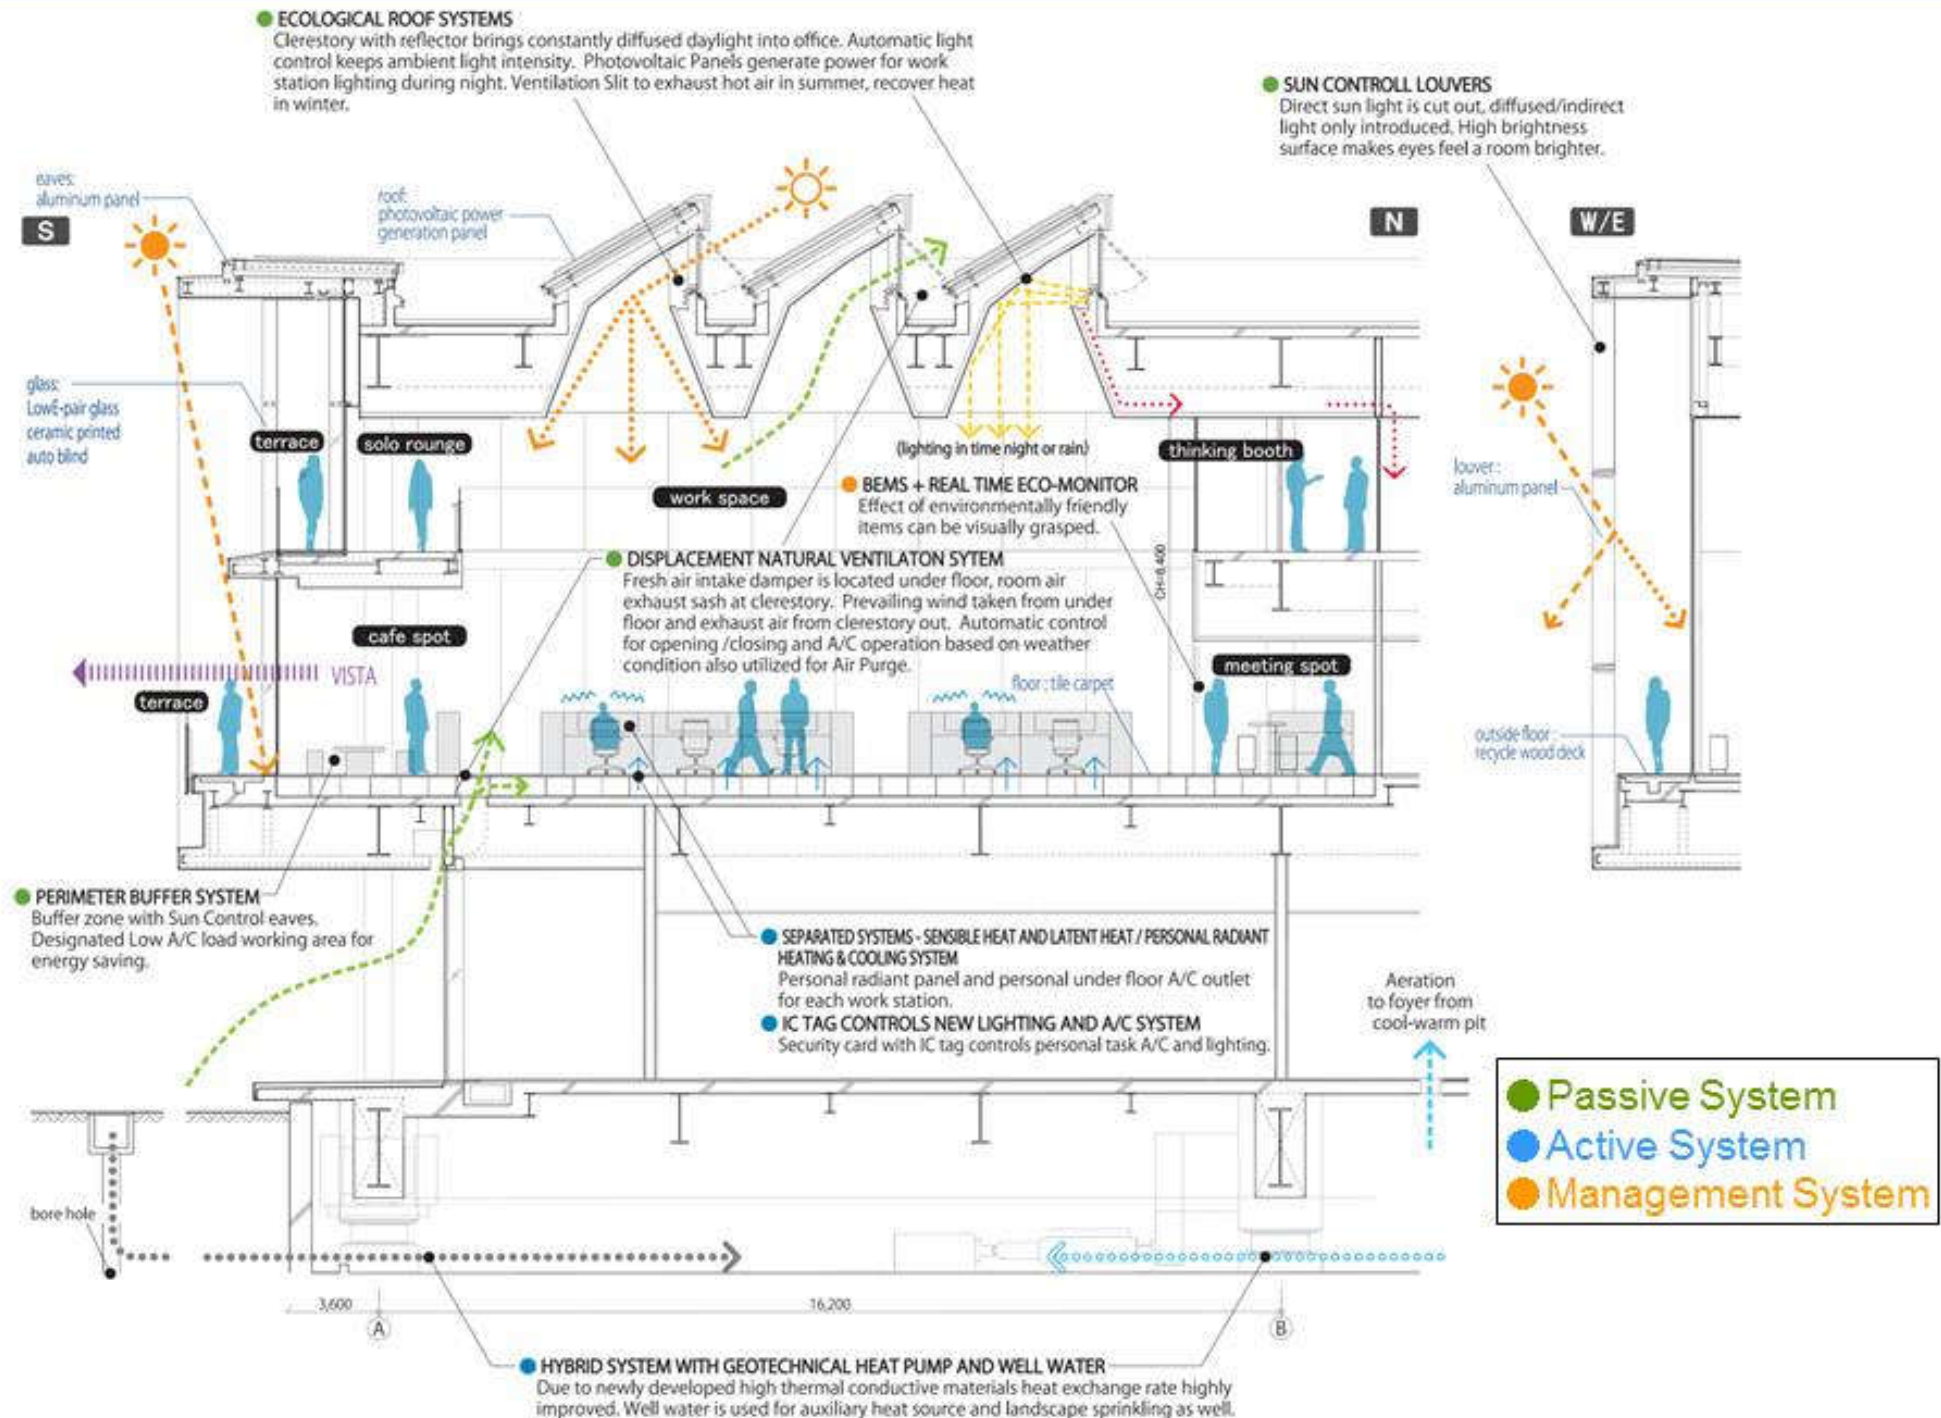 ECOLOGICAL ROOF SYSTEMS
Clerestory with reflector brings constantly diffused daylight into office. Automatic light
control keeps ambient light intensity. Photovoltaic Panels generate power for work
station lighting during night. Ventilation Slit to exhaust hot air in summer, recover heat
in winter.
SUN CONTROLL LOUVERS
Direct sun light is cut out, diffused/indirect
light only introduced. High brightness
surface makes eyes feel a room brighter.
eaves:
aluminum panel
S
roof:
photovoltaic power
generation panel
N
W/E
glass:
LowE-pair glass
ceramic printed
auto blind
terrace
solo rounge
(lighting in time night or rain)
thinking booth
louver :
aluminum panel
work space
BEMS + REAL TIME ECO-MONITOR
Effect of environmentally friendly
items can be visually grasped.
CH=6,400
DISPLACEMENT NATURAL VENTILATON SYTEM
Fresh air intake damper is located under floor, room air
exhaust sash at clerestory. Prevailing wind taken from under
floor and exhaust air from clerestory out. Automatic control
for opening /closing and A/C operation based on weather
condition also utilized for Air Purge.
cafe spot
VISTA
terrace
floor : tile carpet
meeting spot
outside floor :
recycle wood deck
PERIMETER BUFFER SYSTEM
Buffer zone with Sun Control eaves.
Designated Low A/C load working area for
energy saving.
SEPARATED SYSTEMS - SENSIBLE HEAT AND LATENT HEAT / PERSONAL RADIANT
HEATING & COOLING SYSTEM
Personal radiant panel and personal under floor A/C outlet
for each work station.
IC TAG CONTROLS NEW LIGHTING AND A/C SYSTEM
Security card with IC tag controls personal task A/C and lighting.
Aeration
to foyer from
cool-warm pit
Passive System
Active System
Management System
bore hole
3,600
16,200
A
B
HYBRID SYSTEM WITH GEOTECHNICAL HEAT PUMP AND WELL WATER
Due to newly developed high thermal conductive materials heat exchange rate highly
improved. Well water is used for auxiliary heat source and landscape sprinkling as well.